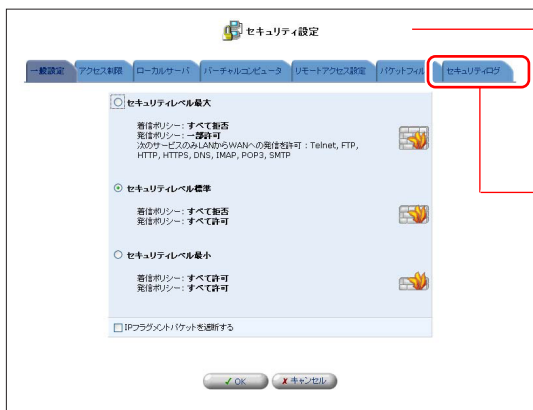 セキュリティ設定
一般設定 アクセス制限 ローカルサーバ バーチャルコンピュータ リモートアクセス設定 パケットフィル セキュリティログ
セキュリティレベル最大
着信ポリシー：すべて拒否
発信ポリシー：一部許可
次のサービスのみLANからWANへの発信を許可：Telnet, FTP,
HTTP, HTTPS, DNS, IMAP, POP3, SMTP
セキュリティレベル標準
着信ポリシー：すべて拒否
発信ポリシー：すべて許可
セキュリティレベル最小
着信ポリシー：すべて許可
発信ポリシー：すべて許可
IPフラグメントパケットを遮断する
✓ OK ✗ キャンセル